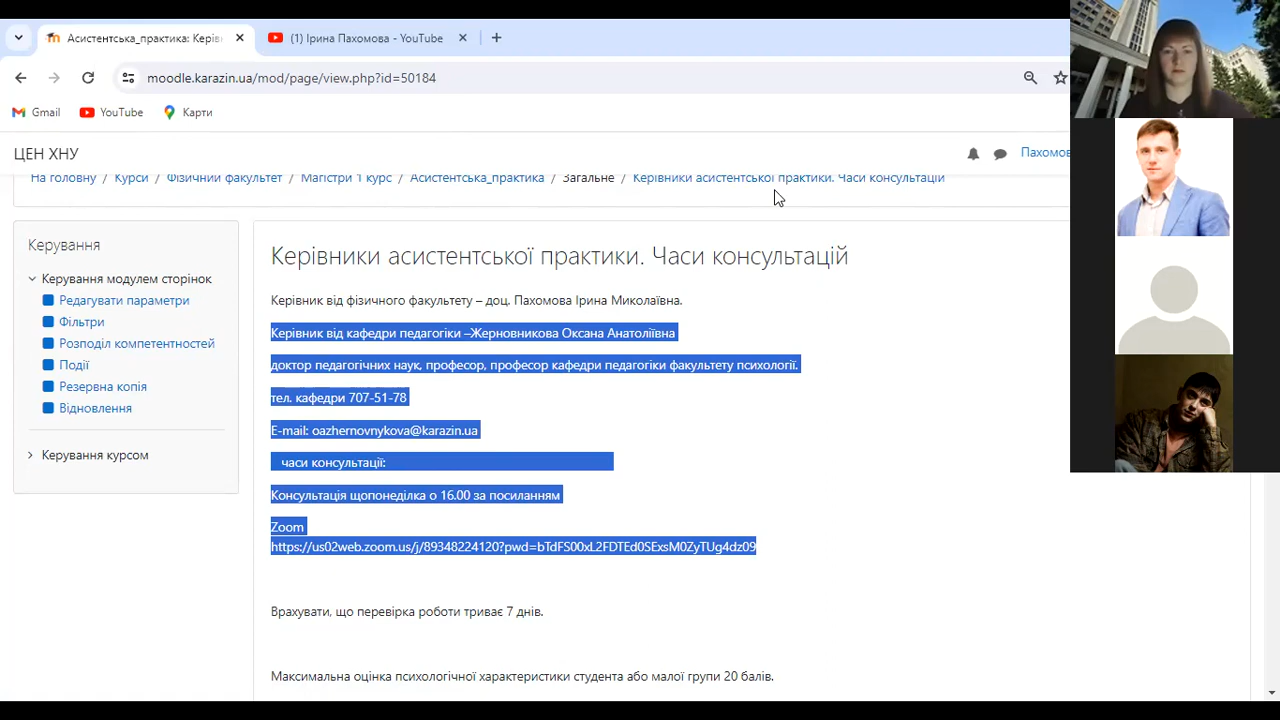 Асистентська_практика: Керів
(1) Ірина Пахомова - YouTube
moodle.karazin.ua/mod/page/view.php?id=50184
Gmail
YouTube
Карти
ЦЕН ХНУ
Пахомов
На головну / Курси / Фізичний факультет / Магістри 1 курс / Асистентська_практика / Загальне / Керівники асистентської практики. Часи консультацій
Керування
Керування модулем сторінок
Редагувати параметри
Фільтри
Розподіл компетентностей
Події
Резервна копія
Відновлення
Керування курсом
Керівники асистентської практики. Часи консультацій
Керівник від фізичного факультету – доц. Пахомова Ірина Миколаївна.
Керівник від кафедри педагогіки –Жерновникова Оксана Анатоліївна
доктор педагогічних наук, професор, професор кафедри педагогіки факультету психології.
тел. кафедри 707-51-78
E-mail: oazhernovnykova@karazin.ua
часи консультації:
Консультація щопонеділка о 16.00 за посиланням
Zoom
https://us02web.zoom.us/j/89348224120?pwd=bTdFS00xL2FDTEd0SExsM0ZyTUg4dz09
Врахувати, що перевірка роботи триває 7 днів.
Максимальна оцінка психологічної характеристики студента або малої групи 20 балів.